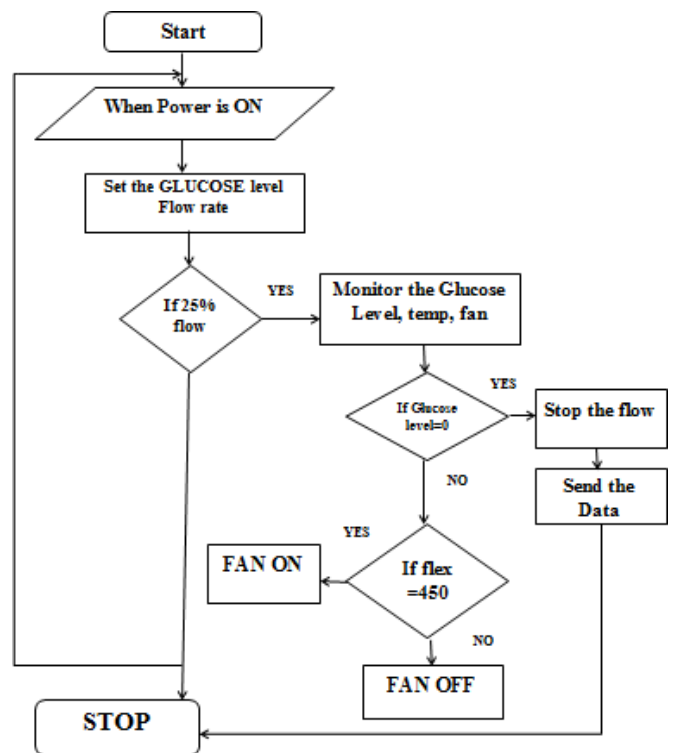 Start
When Power is ON
Set the GLUCOSE level
Flow rate
If 25%
flow
YES
Monitor the Glucose
Level, temp, fan
If Glucose
level=0
YES
Stop the flow
Send the
Data
NO
If flex
=450
YES
FAN ON
NO
FAN OFF
STOP